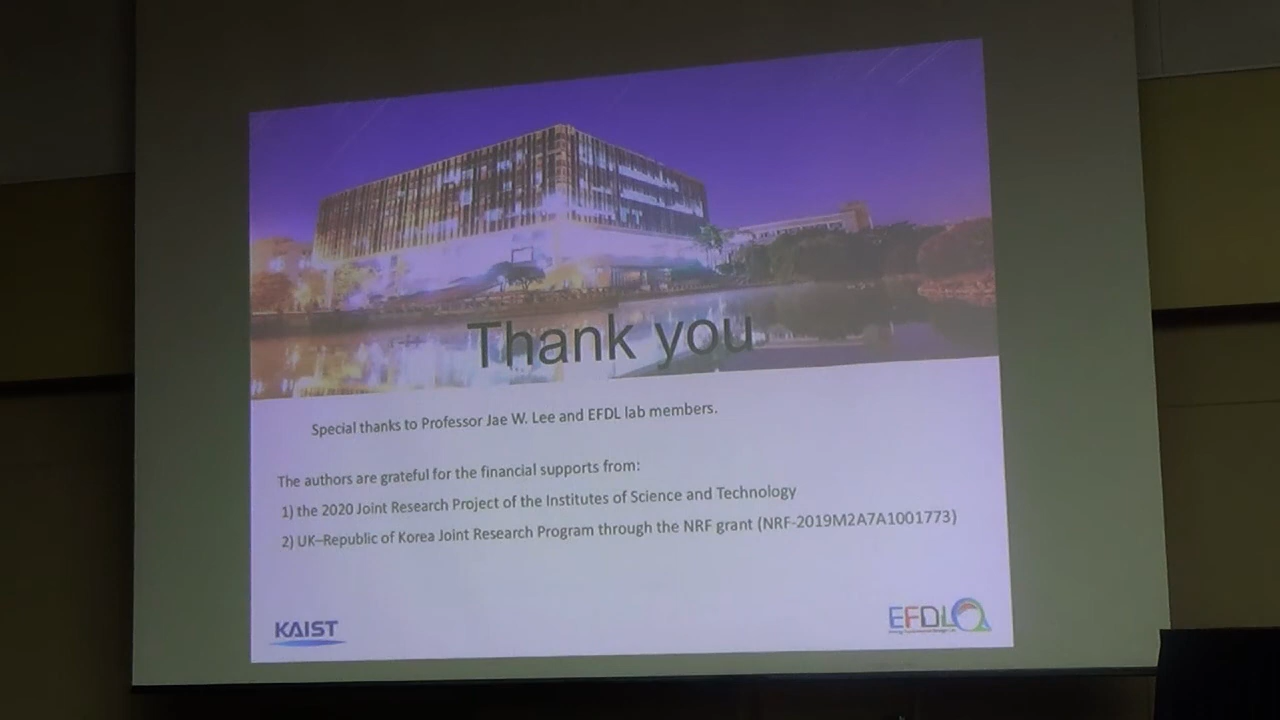 Thank you
Special thanks to Professor Jae W. Lee and EFDL lab members.
The authors are grateful for the financial supports from:
1) the 2020 Joint Research Project of the Institutes of Science and Technology
2) UK–Republic of Korea Joint Research Program through the NRF grant (NRF-2019M2A7A1001773)
KAIST
EFDL